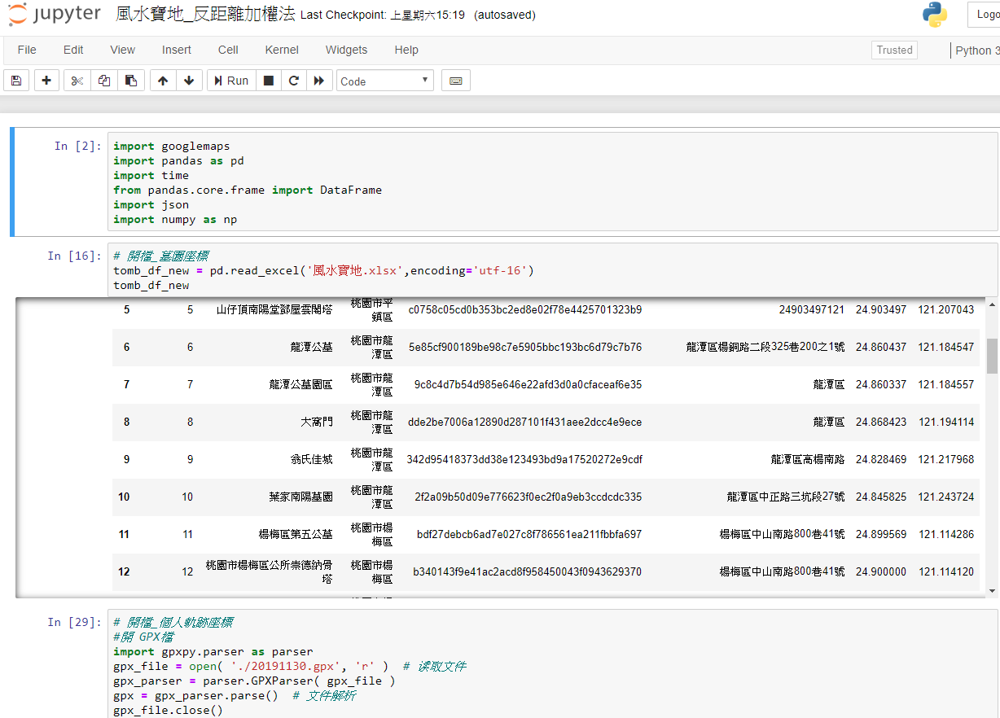 jupyter 風水寶地_反距離加權法 Last Checkpoint: 上星期六15:19 (autosaved)
Logo
File Edit View Insert Cell Kernel Widgets Help Trusted Python 3
Run Code
In [2]: import googlemaps
import pandas as pd
import time
from pandas.core.frame import DataFrame
import json
import numpy as np
In [16]: # 開檔_墓園座標
tomb_df_new = pd.read_excel('風水寶地.xlsx',encoding='utf-16')
tomb_df_new
5 5 山仔頂南陽堂鄧屋雲閣塔 桃園市平鎮區 c0758c05cd0b353bc2ed8e02f78e4425701323b9 24903497121 24.903497 121.207043
6 6 龍潭公墓 桃園市龍潭區 5e85cf900189be98c7e5905bbc193bc6d79c7b76 龍潭區楊銅路二段325巷200之1號 24.860437 121.184547
7 7 龍潭公墓園區 桃園市龍潭區 9c8c4d7b54d985e646e22afd3d0a0cfaceaf6e35 龍潭區 24.860337 121.184557
8 8 大窩門 桃園市龍潭區 dde2be7006a12890d287101f431aee2dcc4e9ece 龍潭區 24.868423 121.194114
9 9 翁氏佳城 桃園市龍潭區 342d95418373dd38e123493bd9a17520272e9cdf 龍潭區高楊南路 24.828469 121.217968
10 10 葉家南陽墓園 桃園市龍潭區 2f2a09b50d09e776623f0ec2f0a9eb3ccdcdc335 龍潭區中正路三坑段27號 24.845825 121.243724
11 11 楊梅區第五公墓 桃園市楊梅區 bdf27debcb6ad7e027c8f786561ea211fbbfa697 楊梅區中山南路800巷41號 24.899569 121.114286
12 12 桃園市楊梅區公所崇德納骨塔 桃園市楊梅區 b340143f9e41ac2acd8f958450043f0943629370 楊梅區中山南路800巷41號 24.900000 121.114120
In [29]: # 開檔_個人軌跡座標
#開 GPX檔
import gpxpy.parser as parser
gpx_file = open( './20191130.gpx', 'r' )  # 读取文件
gpx_parser = parser.GPXParser( gpx_file )
gpx = gpx_parser.parse()  # 文件解析
gpx_file.close()